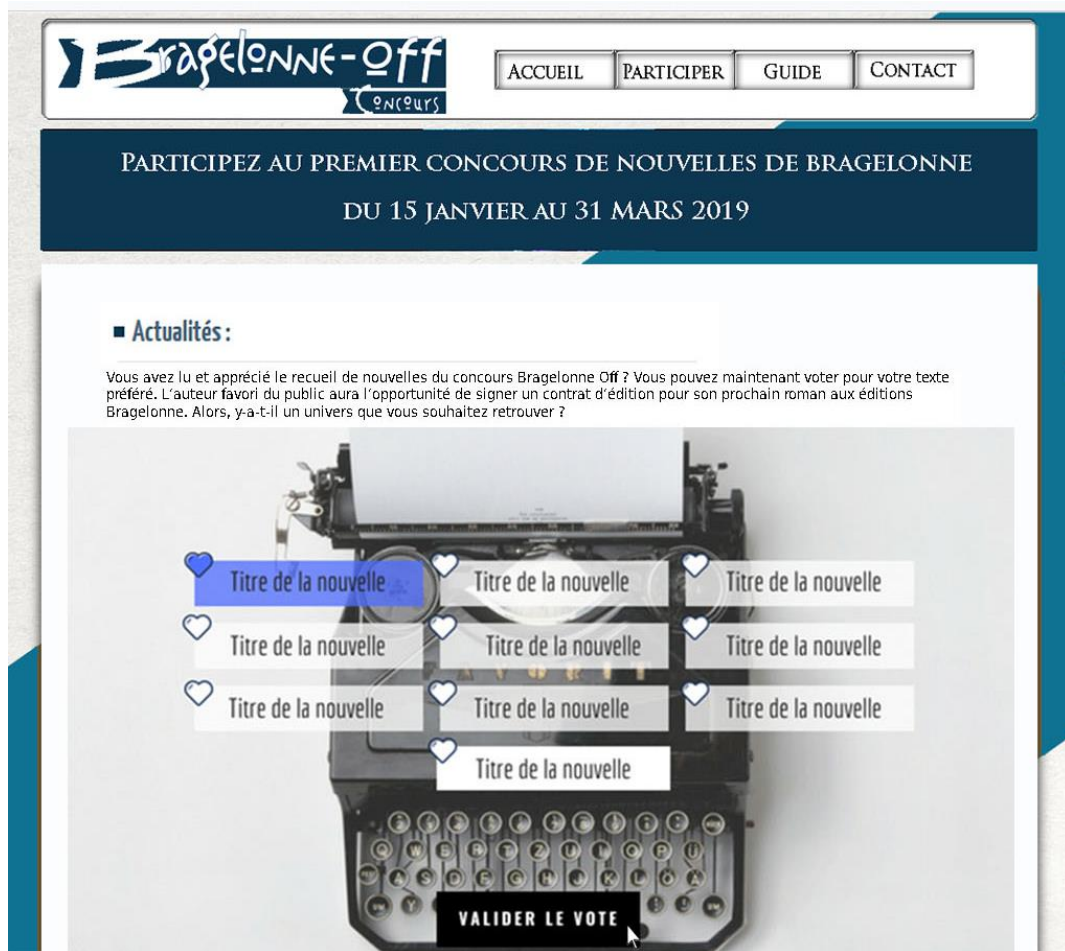 Bragelonne-Off
Concours
Accueil
Participer
Guide
Contact
Participez au premier concours de nouvelles de bragelonne
du 15 janvier au 31 mars 2019
Actualités :
Vous avez lu et apprécié le recueil de nouvelles du concours Bragelonne Off ? Vous pouvez maintenant voter pour votre texte
préféré. L'auteur favori du public aura l'opportunité de signer un contrat d'édition pour son prochain roman aux éditions
Bragelonne. Alors, y-a-t-il un univers que vous souhaitez retrouver ?
Titre de la nouvelle
Titre de la nouvelle
Titre de la nouvelle
Titre de la nouvelle
Titre de la nouvelle
Titre de la nouvelle
Titre de la nouvelle
Titre de la nouvelle
Titre de la nouvelle
Titre de la nouvelle
VALIDER LE VOTE